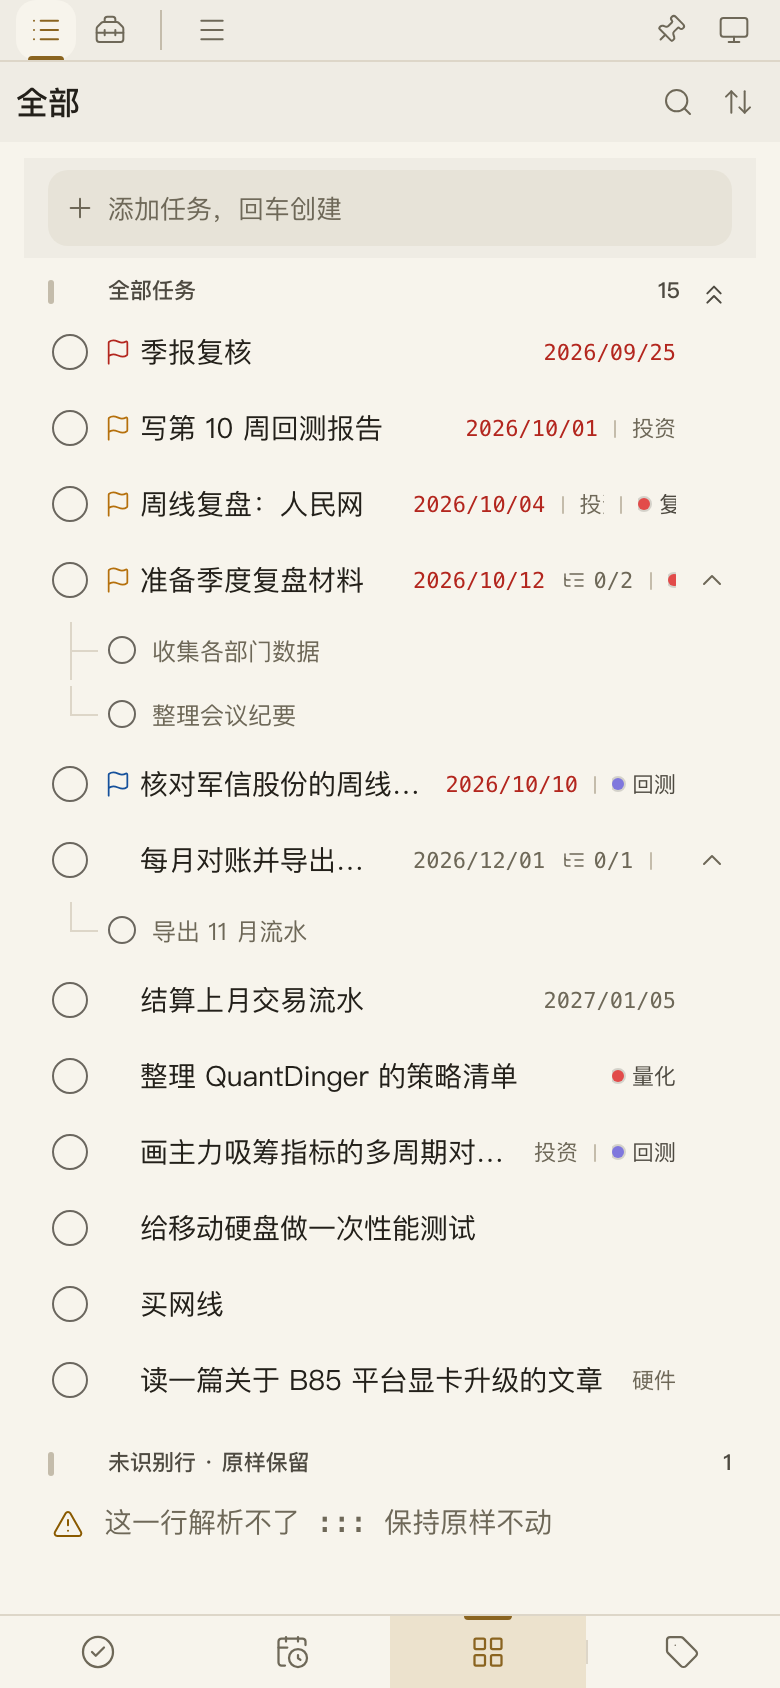 全部
添加任务，回车创建
全部任务 15
季报复核 2026/09/25
写第 10 周回测报告 2026/10/01 | 投资
周线复盘：人民网 2026/10/04 | 投 | 复
准备季度复盘材料 2026/10/12 0/2 |
收集各部门数据
整理会议纪要
核对军信股份的周线... 2026/10/10 | 回测
每月对账并导出... 2026/12/01 0/1 |
导出 11 月流水
结算上月交易流水 2027/01/05
整理 QuantDinger 的策略清单 量化
画主力吸筹指标的多周期对... 投资 | 回测
给移动硬盘做一次性能测试
买网线
读一篇关于 B85 平台显卡升级的文章 硬件
未识别行 · 原样保留 1
这一行解析不了 ::: 保持原样不动